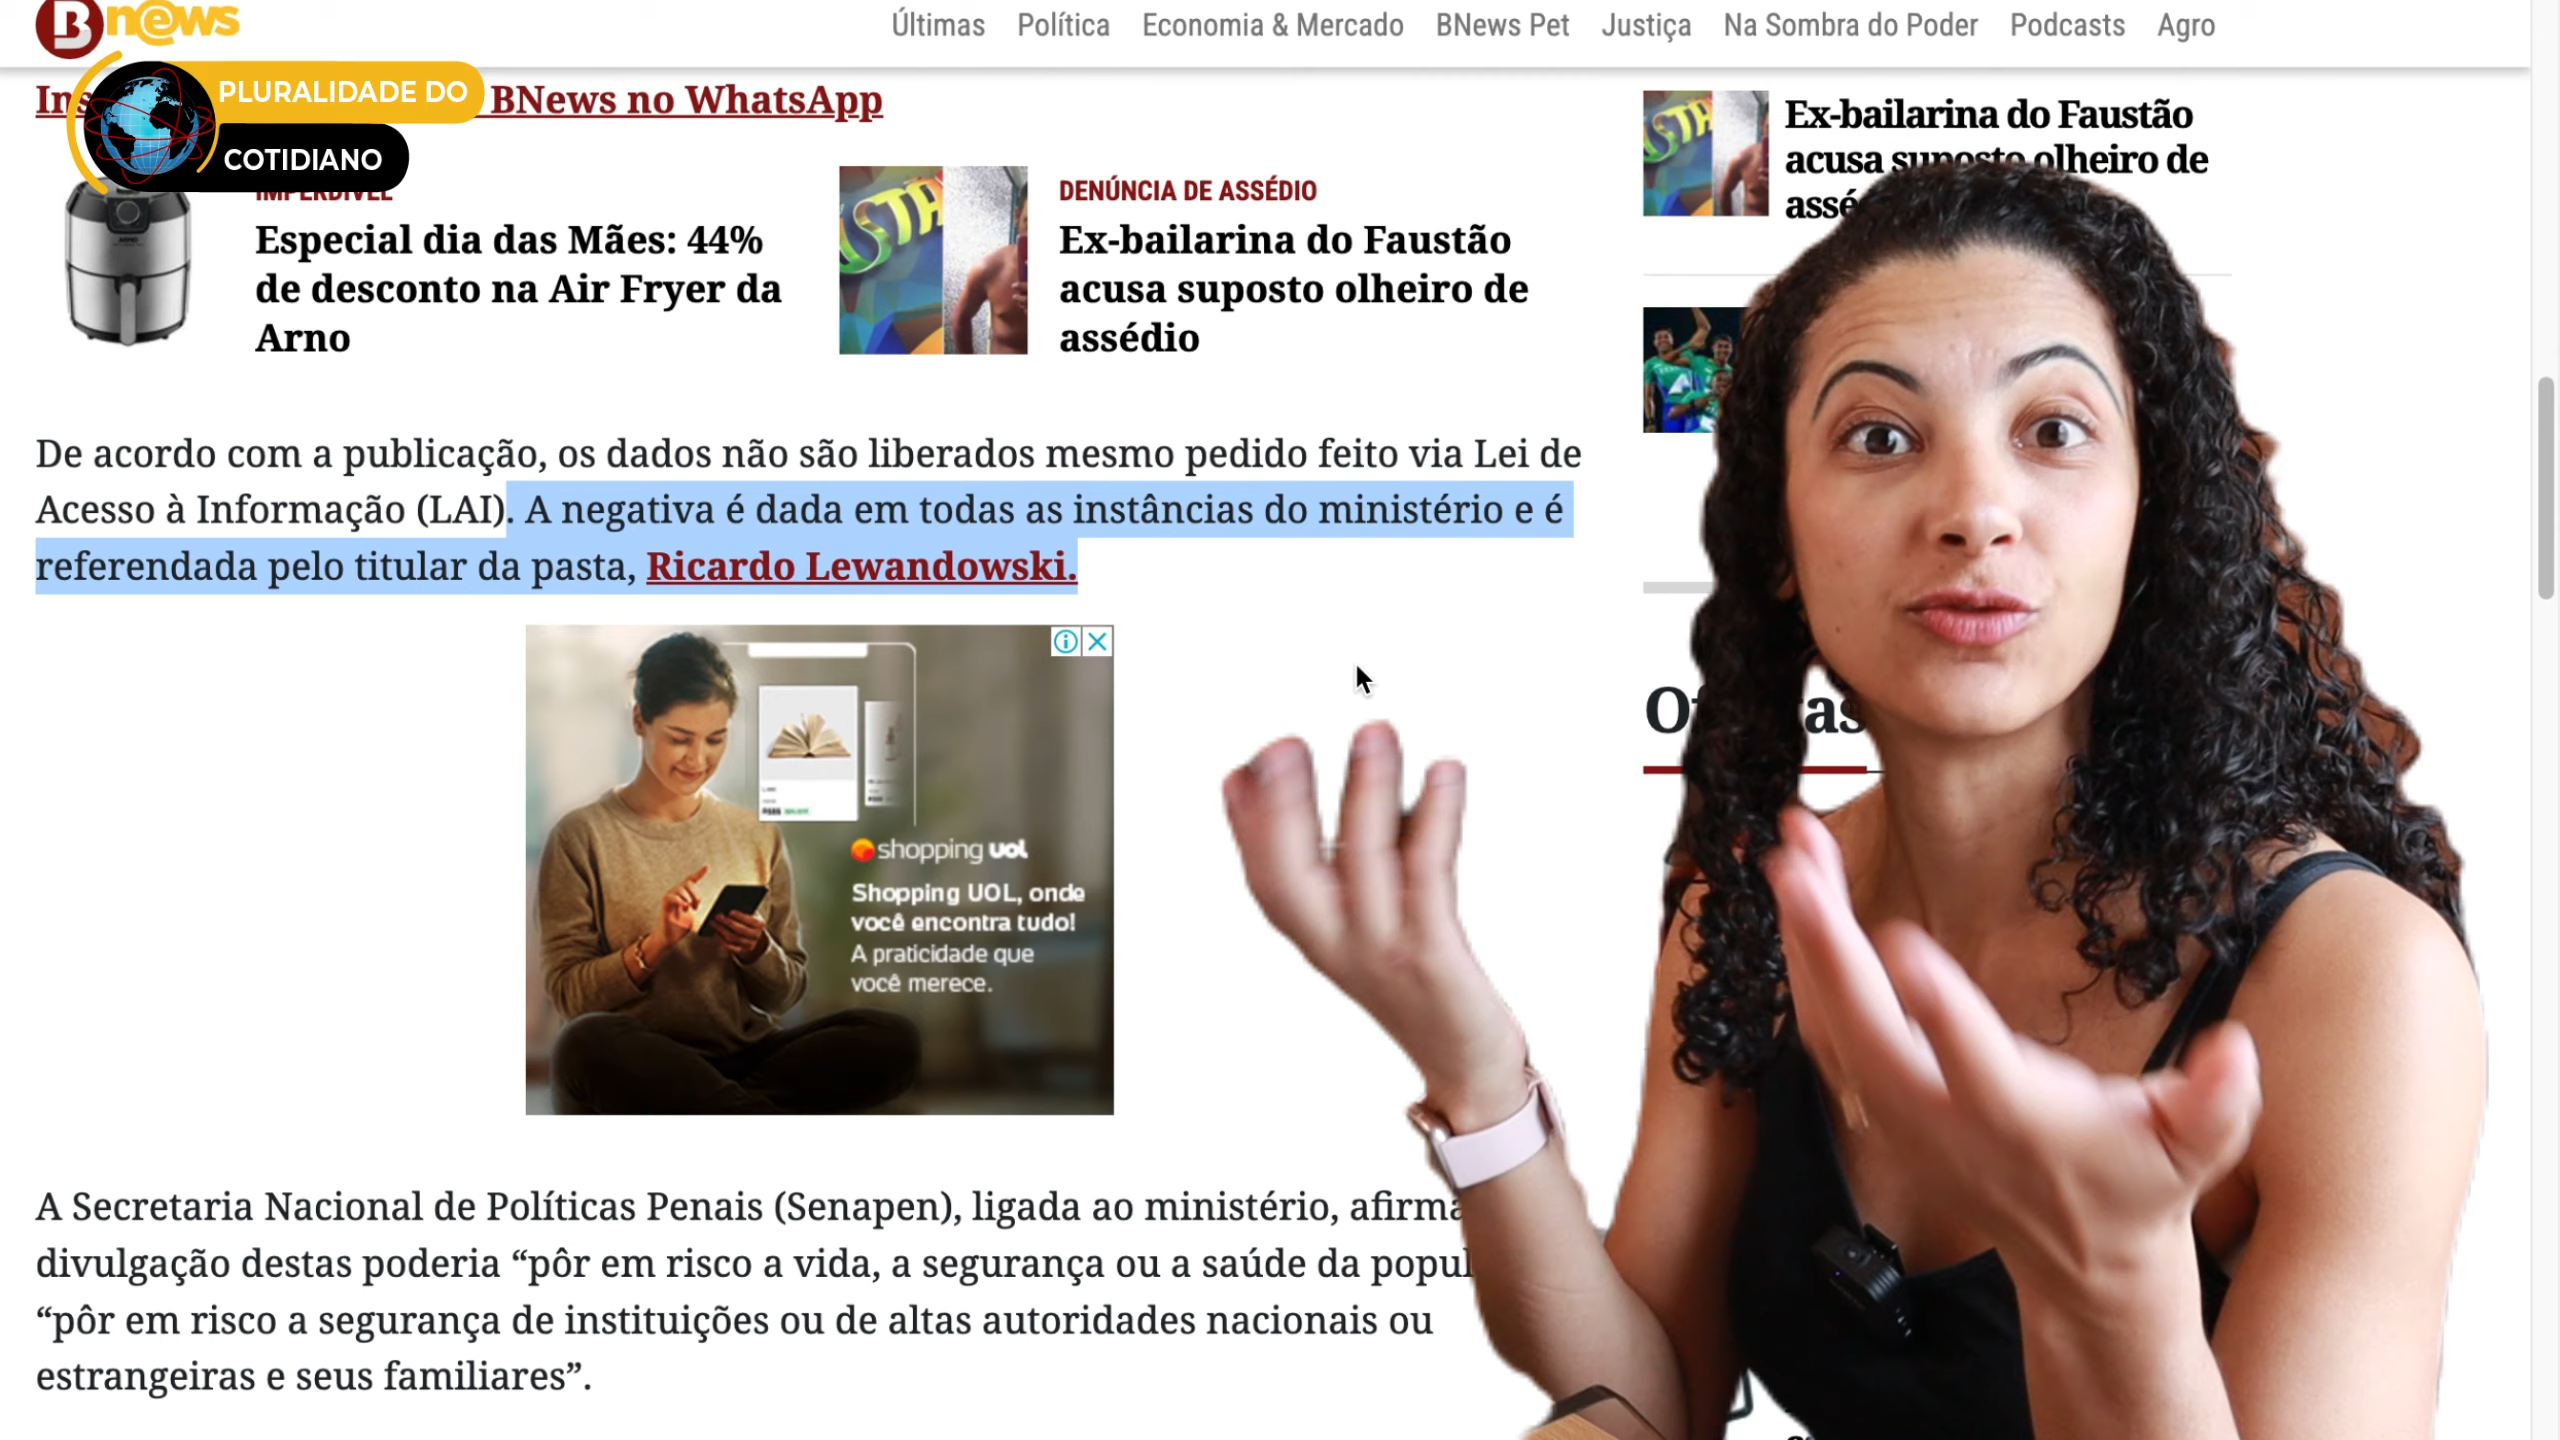 Bnews
Últimas Política Economia & Mercado BNews Pet Justiça Na Sombra do Poder Podcasts Agro
PLURALIDADE DO
COTIDIANO
BNews no WhatsApp
IMPERDÍVEL
Especial dia das Mães: 44%
de desconto na Air Fryer da
Arno
DENÚNCIA DE ASSÉDIO
Ex-bailarina do Faustão
acusa suposto olheiro de
assédio
Ex-bailarina do Faustão
acusa suposto olheiro de
De acordo com a publicação, os dados não são liberados mesmo pedido feito via Lei de
Acesso à Informação (LAI). A negativa é dada em todas as instâncias do ministério e é
referendada pelo titular da pasta, Ricardo Lewandowski.
shopping uol
Shopping UOL, onde
você encontra tudo!
A praticidade que
você merece.
A Secretaria Nacional de Políticas Penais (Senapen), ligada ao ministério, afirma
divulgação destas poderia “pôr em risco a vida, a segurança ou a saúde da popul
“pôr em risco a segurança de instituições ou de altas autoridades nacionais ou
estrangeiras e seus familiares”.